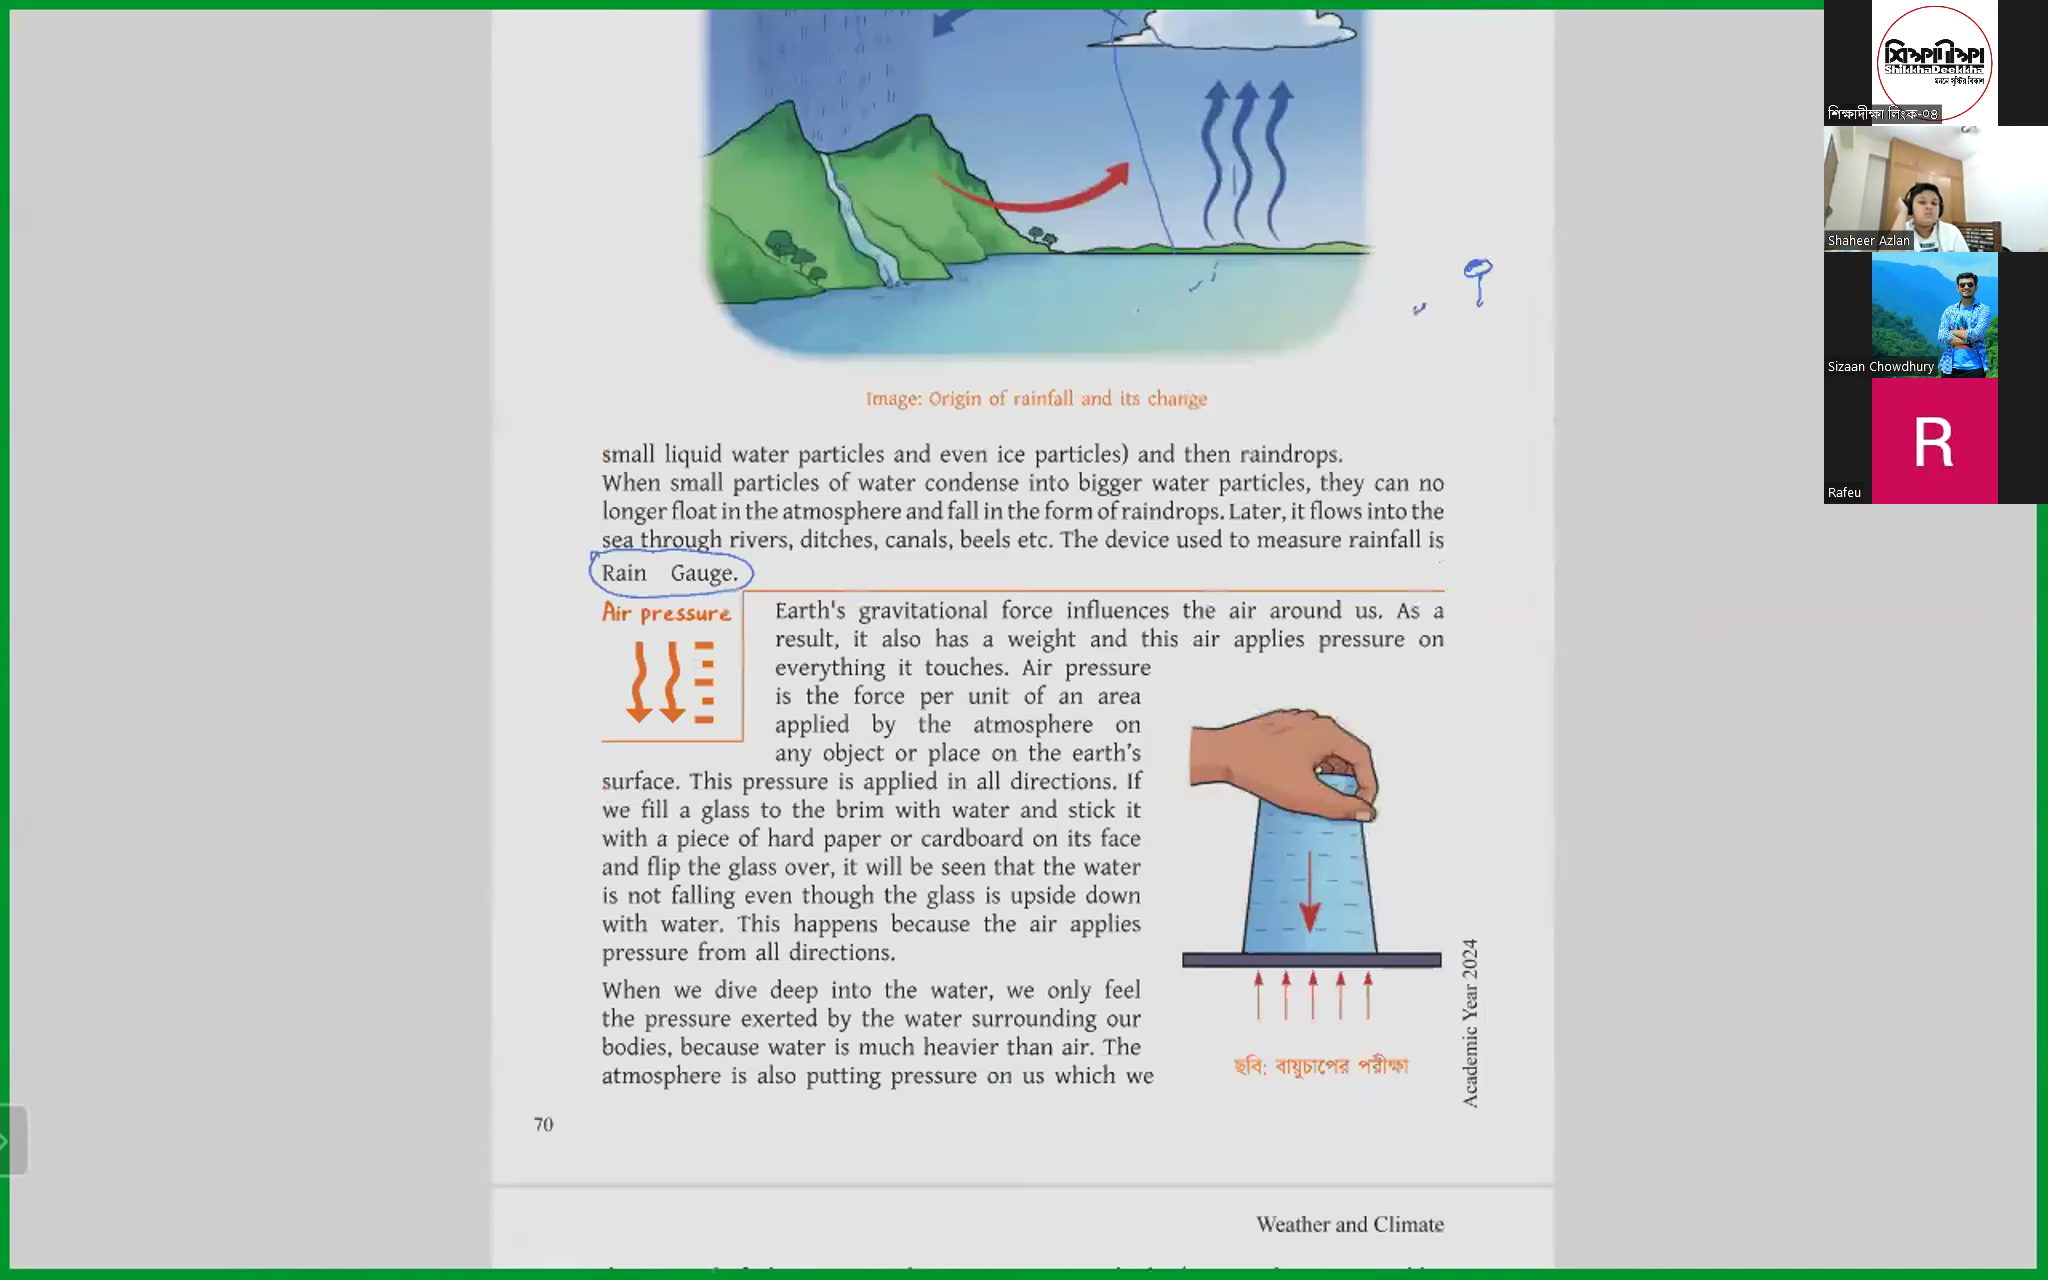 Image: Origin of rainfall and its change
small liquid water particles and even ice particles) and then raindrops.
When small particles of water condense into bigger water particles, they can no
longer float in the atmosphere and fall in the form of raindrops. Later, it flows into the
sea through rivers, ditches, canals, beels etc. The device used to measure rainfall is
Rain Gauge.
Air pressure
Earth's gravitational force influences the air around us. As a
result, it also has a weight and this air applies pressure on
everything it touches. Air pressure
is the force per unit of an area
applied by the atmosphere on
any object or place on the earth's
surface. This pressure is applied in all directions. If
we fill a glass to the brim with water and stick it
with a piece of hard paper or cardboard on its face
and flip the glass over, it will be seen that the water
is not falling even though the glass is upside down
with water. This happens because the air applies
pressure from all directions.
When we dive deep into the water, we only feel
the pressure exerted by the water surrounding our
bodies, because water is much heavier than air. The
atmosphere is also putting pressure on us which we
ছবি: বায়ুচাপের পরীক্ষা
Academic Year 2024
70
Weather and Climate
শিক্ষাদীক্ষা
ShikkhaDeekkha
শিক্ষাদীক্ষা লিংক-০৪
Shaheer Azlan
Sizaan Chowdhury
R
Rafeu